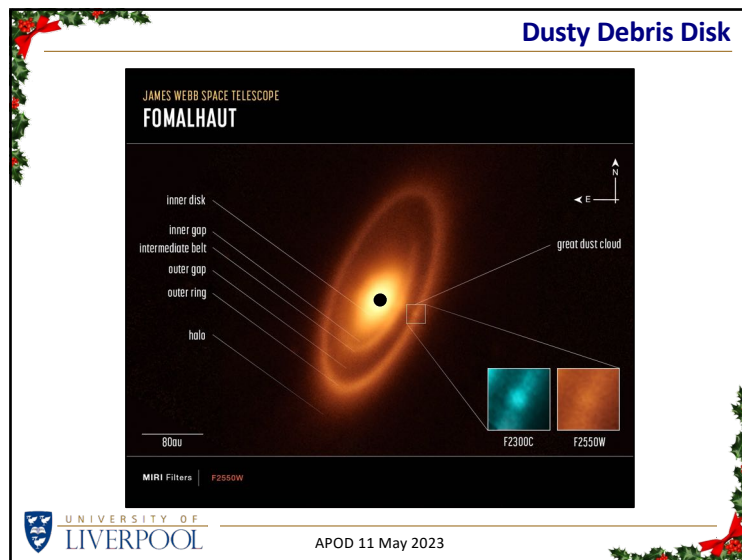 Dusty Debris Disk
JAMES WEBB SPACE TELESCOPE
FOMALHAUT
N
E
inner disk
inner gap
intermediate belt
outer gap
outer ring
halo
great dust cloud
F2300C
F2550W
80au
MIRI Filters | F2550W
UNIVERSITY OF
LIVERPOOL
APOD 11 May 2023